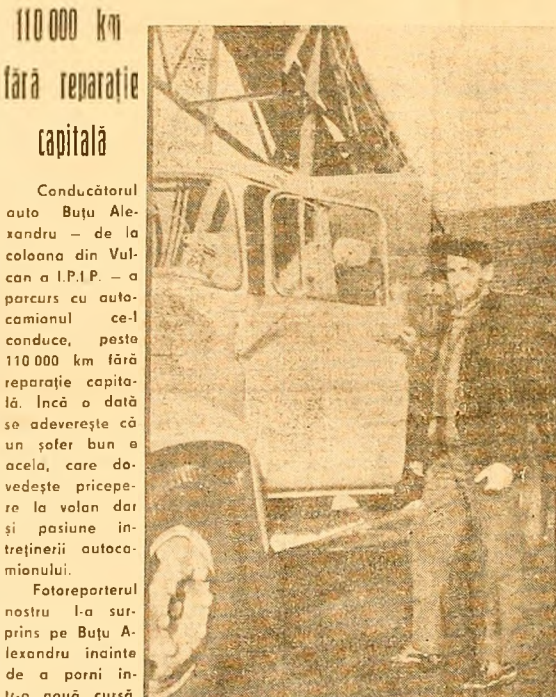 110 000 km
fără reparație
capitală
Conducătorul
auto Buțu Ale-
xandru — de la
coloana din Vul-
can a I.P.I.P. — a
parcurs cu auto-
camionul ce-l
conduce, peste
110 000 km fără
reparație capita-
lă. Încă o dată
se adeverește că
un șofer bun e
acela, care do-
vedește pricepe-
re la volan dar
și pasiune în-
treținerii autoca-
mionului.
Fotoreporterul
nostru l-a sur-
prins pe Buțu A-
lexandru înainte
de a porni în-
tr-o nouă cursă.